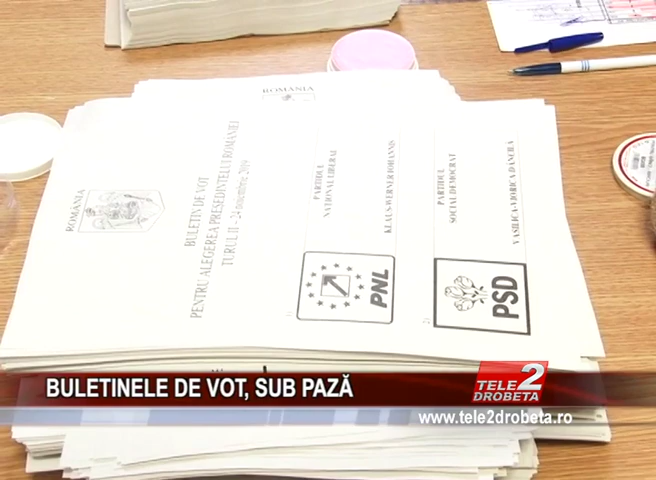 ROMÂNIA
ROMÂNIA
BULETIN DE VOT
PENTRU ALEGEREA PREȘEDINTELUI ROMÂNIEI
TURUL II - 24 noiembrie 2019
PARTIDUL
NAȚIONAL LIBERAL
KLAUS-WERNER IOHANNIS
PNL
PARTIDUL
SOCIAL DEMOCRAT
VASILICA-VIORICA DĂNCILĂ
PSD
BULETINELE DE VOT, SUB PAZĂ
TELE 2
DROBETA
www.tele2drobeta.ro